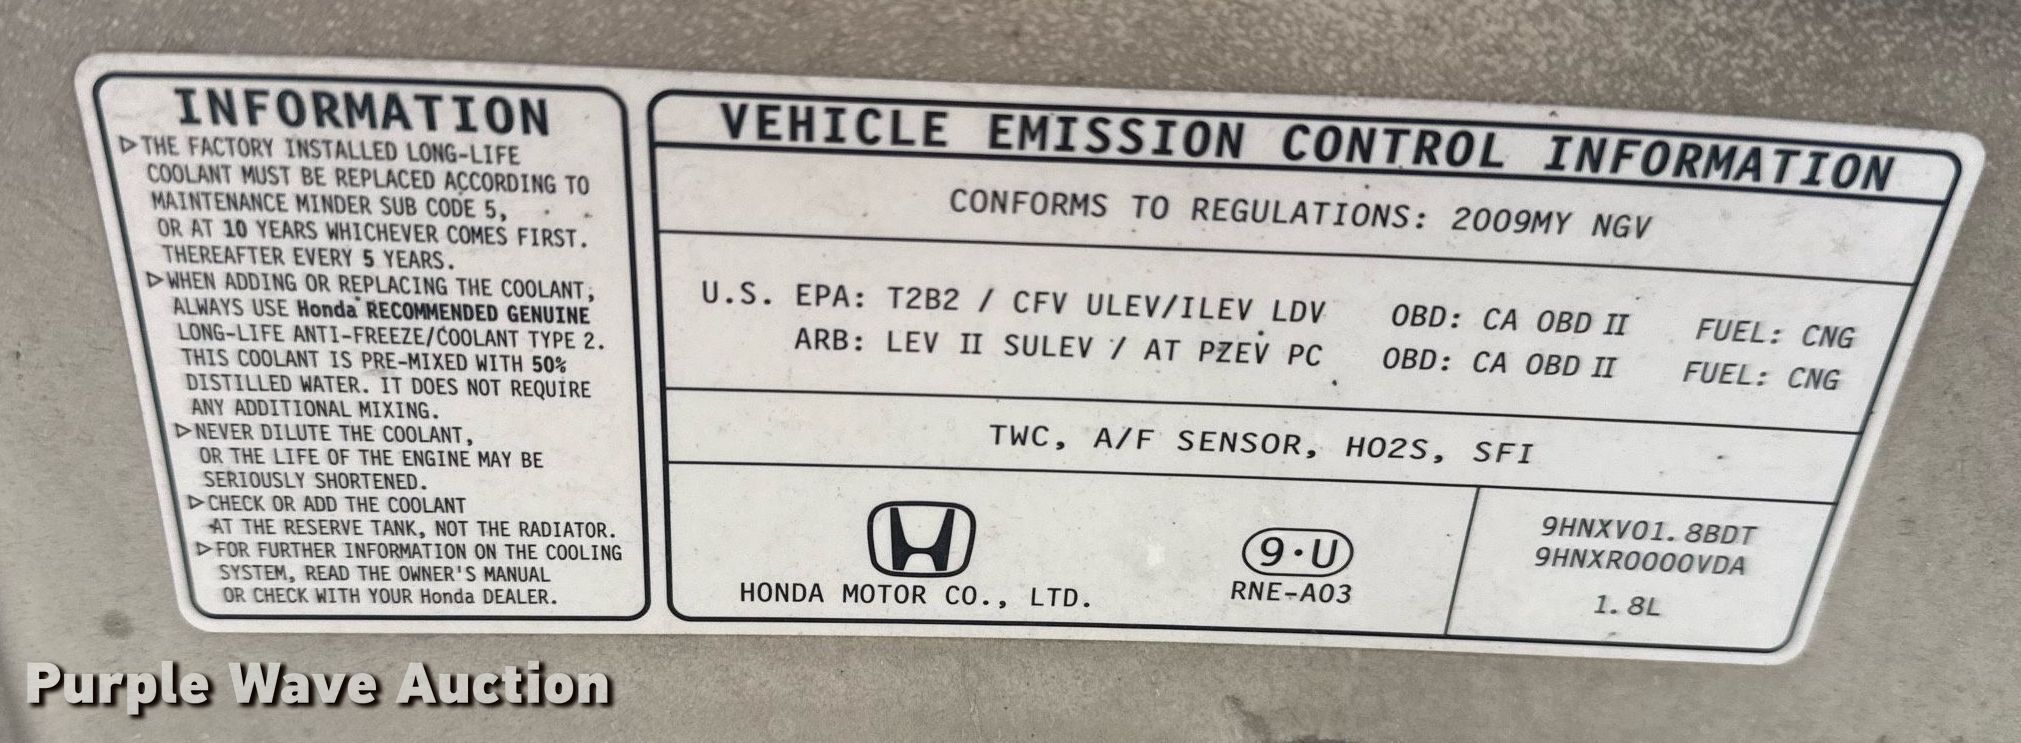 INFORMATION
▷THE FACTORY INSTALLED LONG-LIFE
COOLANT MUST BE REPLACED ACCORDING TO
MAINTENANCE MINDER SUB CODE 5,
OR AT 10 YEARS WHICHEVER COMES FIRST.
THEREAFTER EVERY 5 YEARS.
▷WHEN ADDING OR REPLACING THE COOLANT,
ALWAYS USE Honda RECOMMENDED GENUINE
LONG-LIFE ANTI-FREEZE/COOLANT TYPE 2.
THIS COOLANT IS PRE-MIXED WITH 50%
DISTILLED WATER. IT DOES NOT REQUIRE
ANY ADDITIONAL MIXING.
▷NEVER DILUTE THE COOLANT,
OR THE LIFE OF THE ENGINE MAY BE
SERIOUSLY SHORTENED.
▷CHECK OR ADD THE COOLANT
AT THE RESERVE TANK, NOT THE RADIATOR.
▷FOR FURTHER INFORMATION ON THE COOLING
SYSTEM, READ THE OWNER'S MANUAL
OR CHECK WITH YOUR Honda DEALER.
VEHICLE EMISSION CONTROL INFORMATION
CONFORMS TO REGULATIONS: 2009MY NGV
U.S. EPA: T2B2 / CFV ULEV/ILEV LDV OBD: CA OBD II FUEL: CNG
ARB: LEV II SULEV / AT PZEV PC OBD: CA OBD II FUEL: CNG
TWC, A/F SENSOR, HO2S, SFI
HONDA MOTOR CO., LTD.
9·U
RNE-A03
9HNXV01.8BDT
9HNXR0000VDA
1.8L
Purple Wave Auction